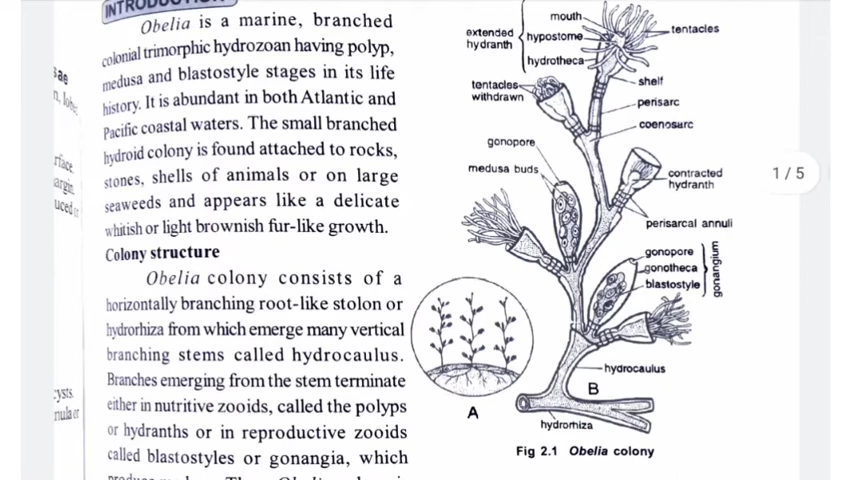 INTRODUCTION
Obelia is a marine, branched
colonial trimorphic hydrozoan having polyp,
medusa and blastostyle stages in its life
history. It is abundant in both Atlantic and
Pacific coastal waters. The small branched
hydroid colony is found attached to rocks,
stones, shells of animals or on large
seaweeds and appears like a delicate
whitish or light brownish fur-like growth.
Colony structure
Obelia colony consists of a
horizontally branching root-like stolon or
hydrorhiza from which emerge many vertical
branching stems called hydrocaulus.
Branches emerging from the stem terminate
either in nutritive zooids, called the polyps
or hydranths or in reproductive zooids
called blastostyles or gonangia, which
extended
hydranth
mouth
hypostome
hydrotheca
tentacles
shelf
tentacles
withdrawn
perisarc
coenosarc
gonopore
medusa buds
contracted
hydranth
perisarcal annuli
gonopore
gonotheca
blastostyle
gonangium
hydrocaulus
A
B
hydrorhiza
Fig 2.1 Obelia colony
1 / 5